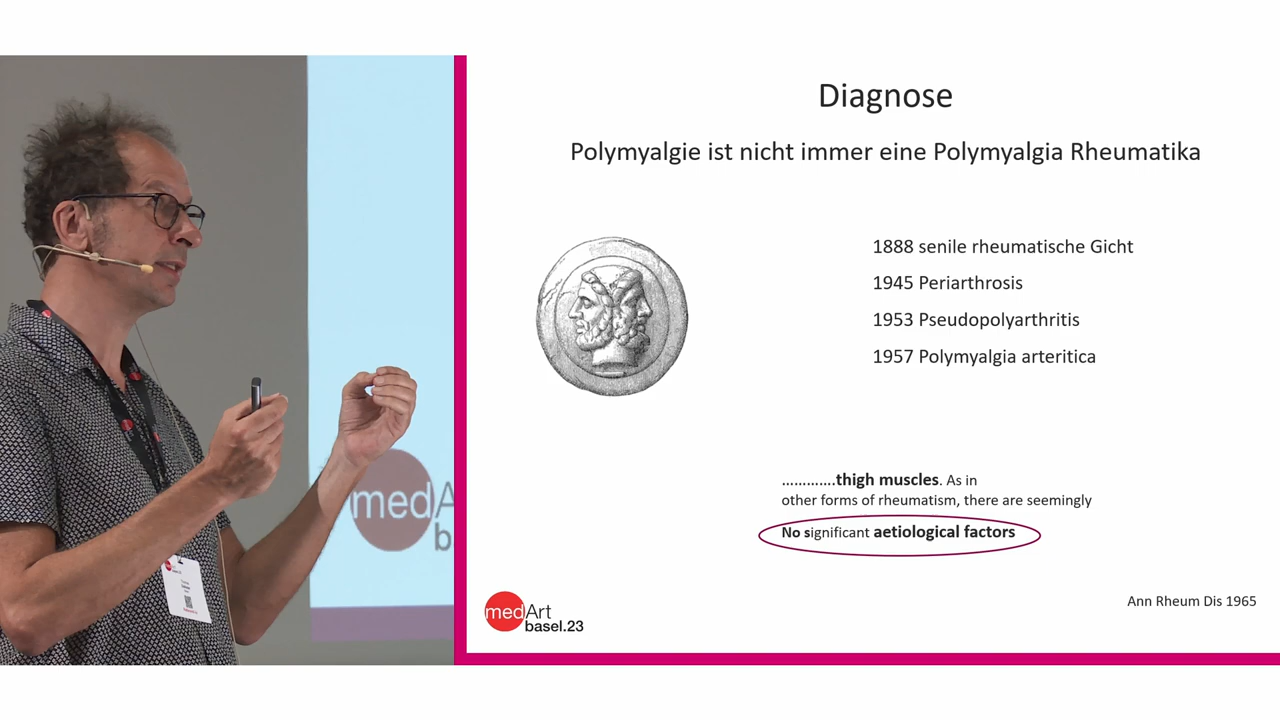 Diagnose
Polymyalgie ist nicht immer eine Polymyalgia Rheumatika
1888 senile rheumatische Gicht
1945 Periarthrosis
1953 Pseudopolyarthritis
1957 Polymyalgia arteritica
.............thigh muscles. As in
other forms of rheumatism, there are seemingly
No significant aetiological factors
Ann Rheum Dis 1965
medArt
basel.23
medA
b